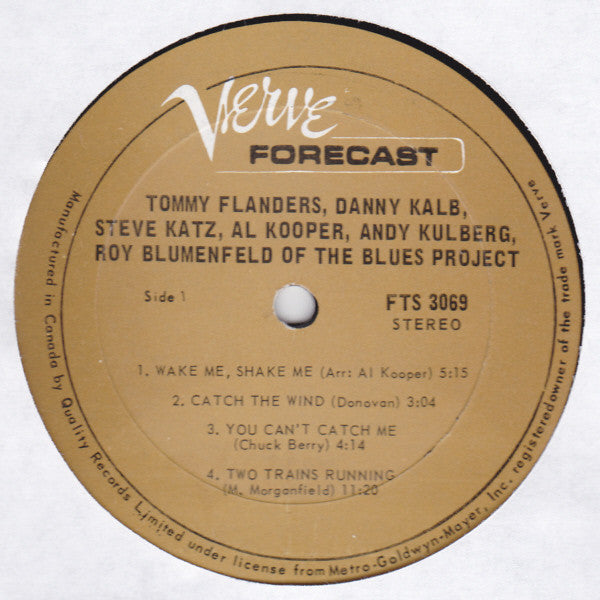 Verve
FORECAST
TOMMY FLANDERS, DANNY KALB,
STEVE KATZ, AL KOOPER, ANDY KULBERG,
ROY BLUMENFELD OF THE BLUES PROJECT
Side 1
FTS 3069
STEREO
1. WAKE ME, SHAKE ME (Arr: Al Kooper) 5:15
2. CATCH THE WIND (Donovan) 3:04
3. YOU CAN'T CATCH ME
(Chuck Berry) 4:14
4. TWO TRAINS RUNNING
(M. Morganfield) 11:20
Manufactured in Canada by Quality Records Limited under license from Metro-Goldwyn-Mayer, Inc. registered owner of the trade mark Verve